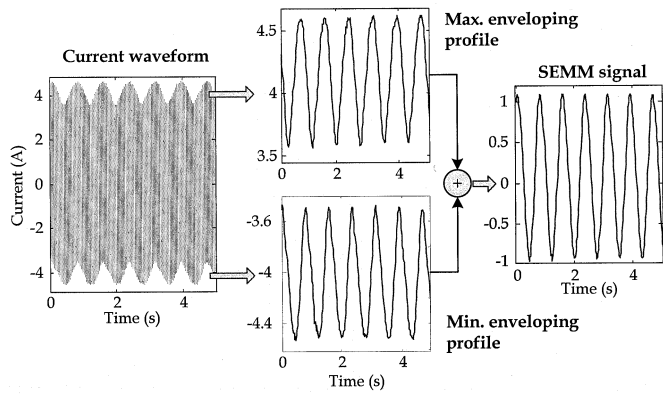 Max. enveloping
profile
Current waveform
SEMM signal
4.5
4
3.5
0 2 4
Current (A)
4
2
0
-2
-4
0 2 4
Time (s)
+
1
0.5
0
-0.5
-1
0 2 4
Time (s)
-3.6
-4
-4.4
0 2 4
Time (s)
Min. enveloping
profile